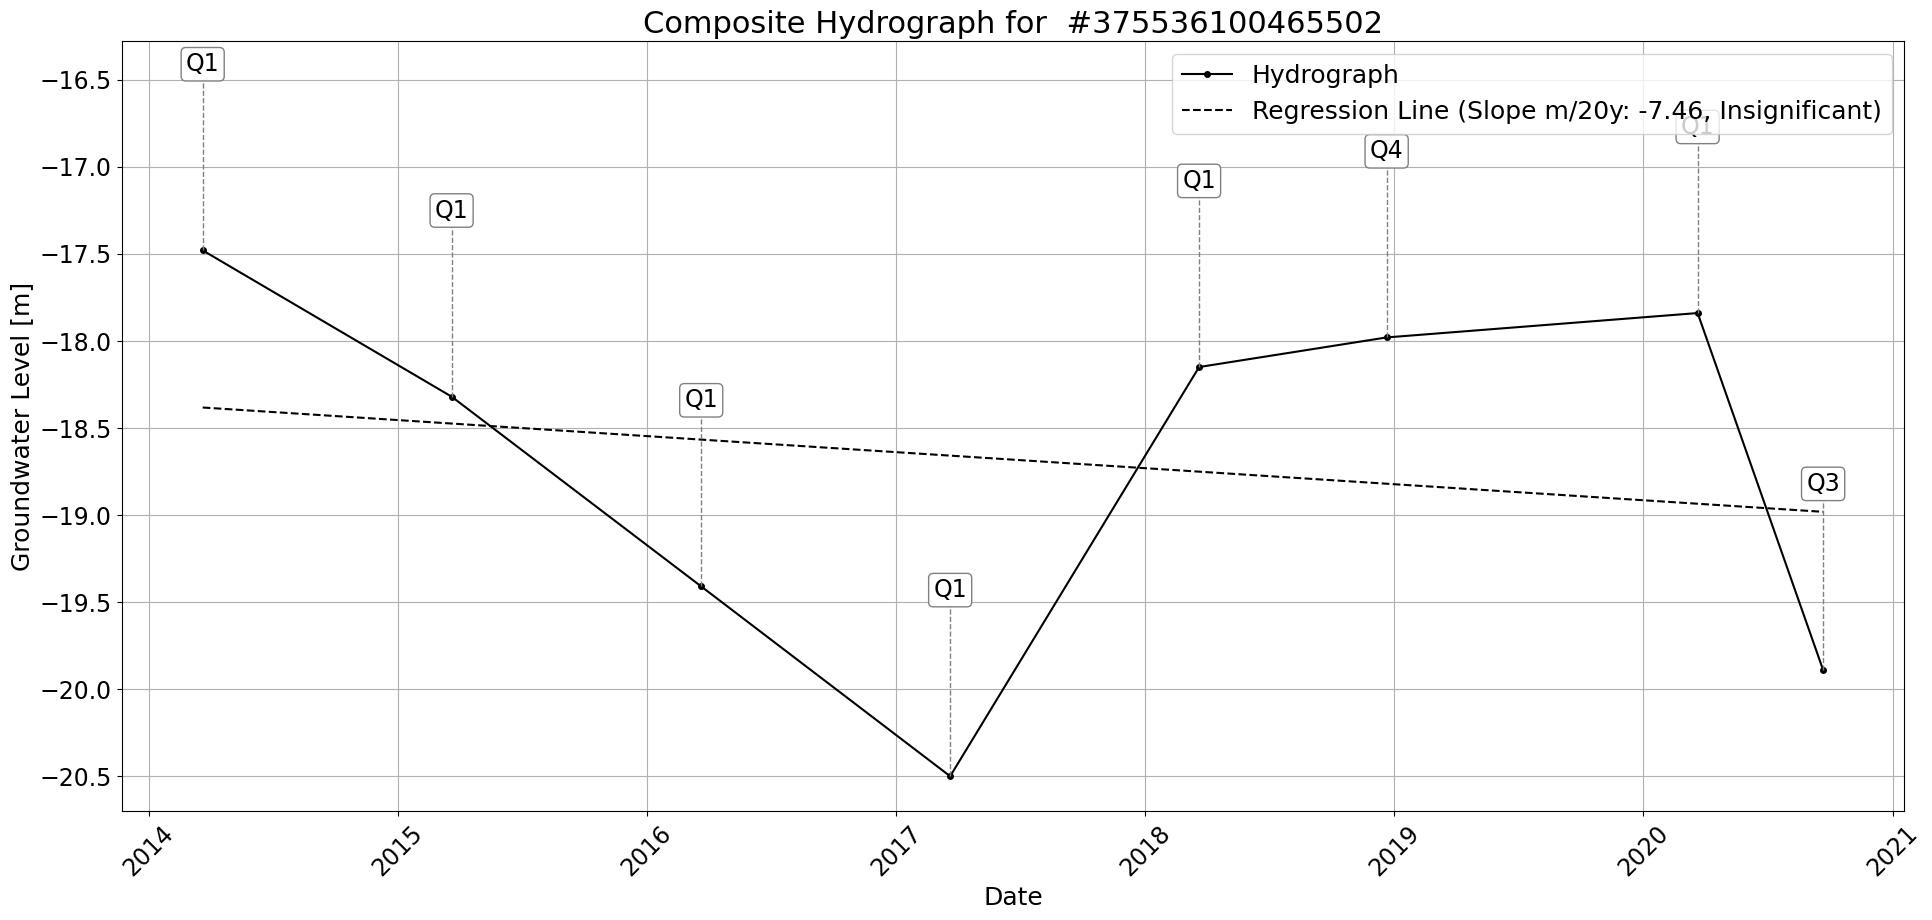 Composite Hydrograph for #375536100465502
Hydrograph
Regression Line (Slope m/20y: -7.46, Insignificant)
Q1
Q1
Q1
Q1
Q1
Q4
Q1
Q3
Groundwater Level [m]
−16.5
−17.0
−17.5
−18.0
−18.5
−19.0
−19.5
−20.0
−20.5
2014
2015
2016
2017
2018
2019
2020
2021
Date